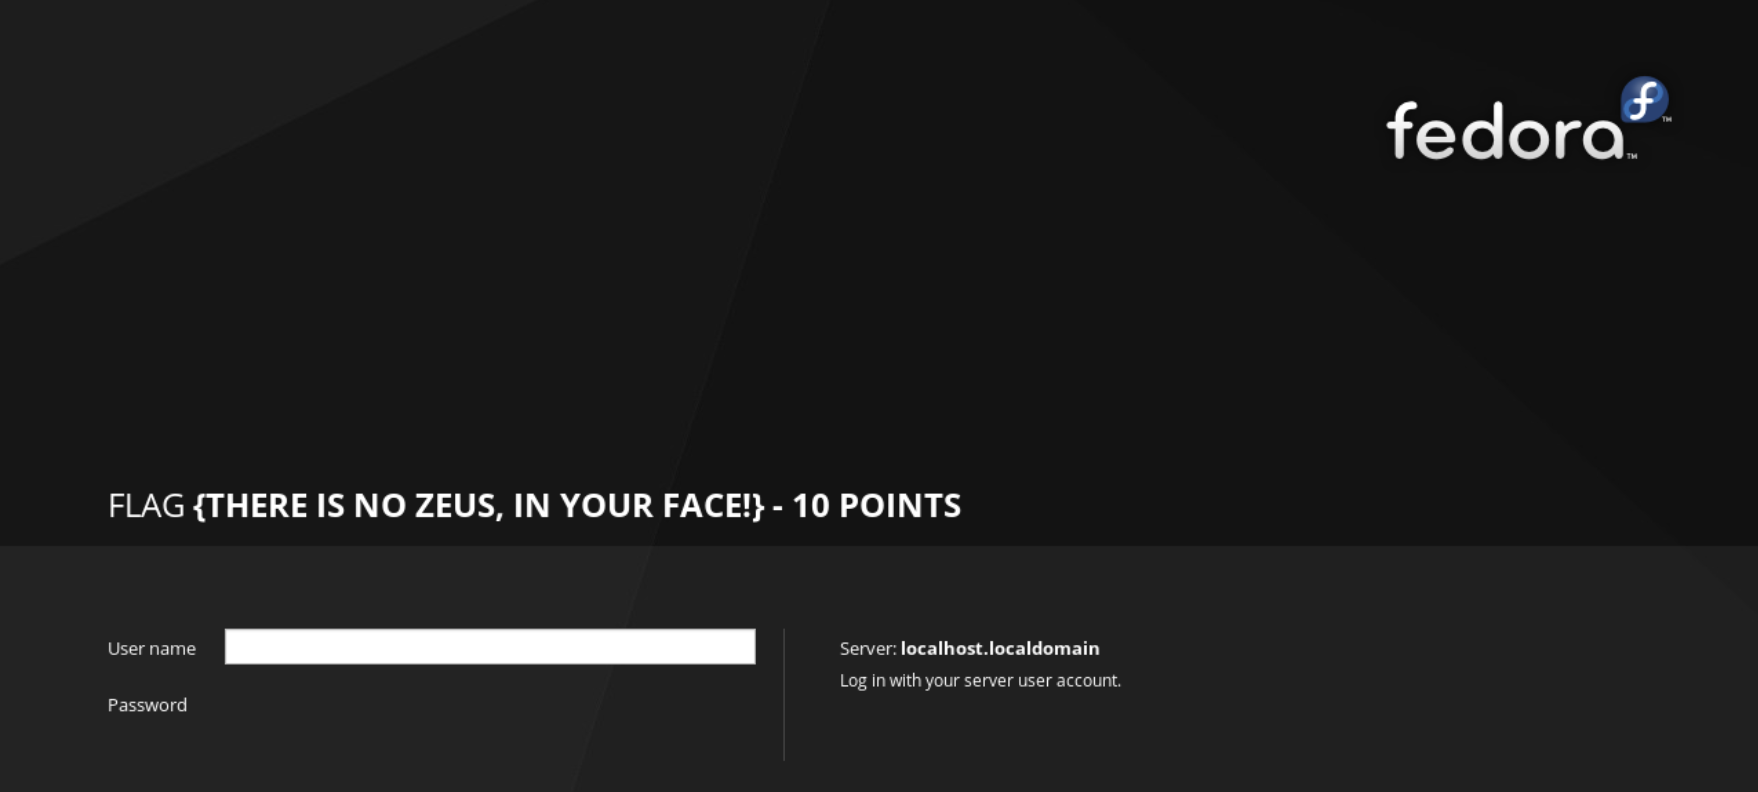 fedora™
FLAG {THERE IS NO ZEUS, IN YOUR FACE!} - 10 POINTS
User name
Password
Server: localhost.localdomain
Log in with your server user account.